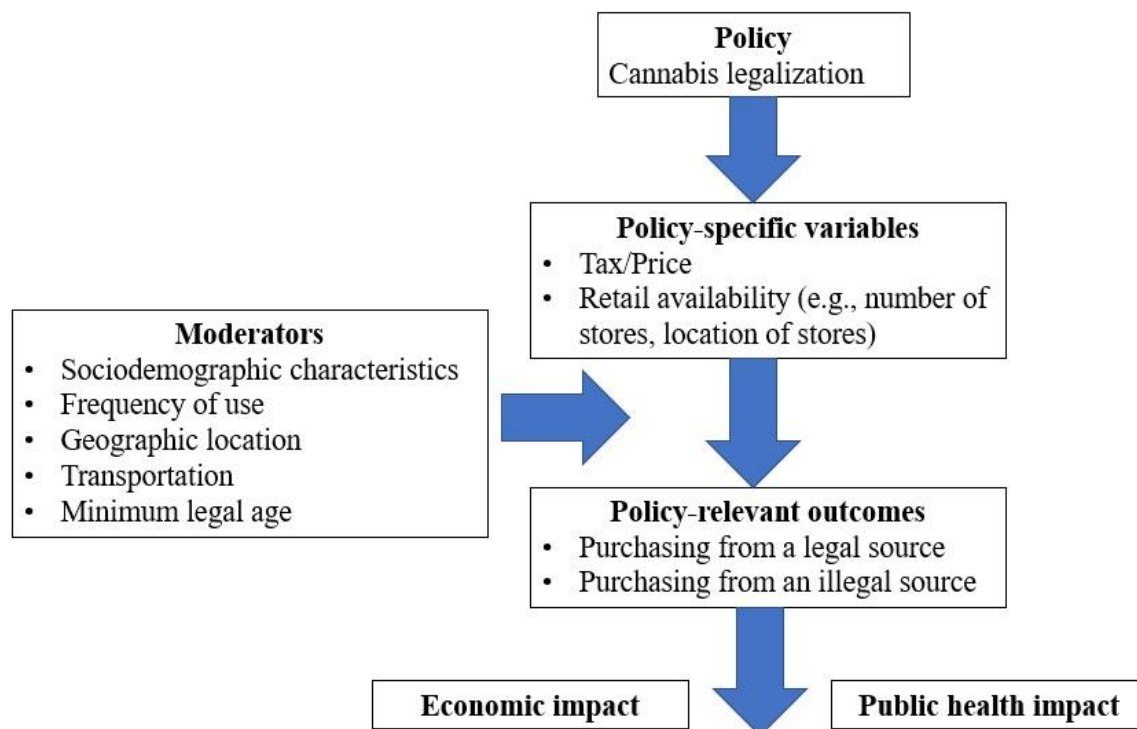 Policy
Cannabis legalization
Policy-specific variables
• Tax/Price
• Retail availability (e.g., number of
stores, location of stores)
Moderators
• Sociodemographic characteristics
• Frequency of use
• Geographic location
• Transportation
• Minimum legal age
Policy-relevant outcomes
• Purchasing from a legal source
• Purchasing from an illegal source
Economic impact
Public health impact